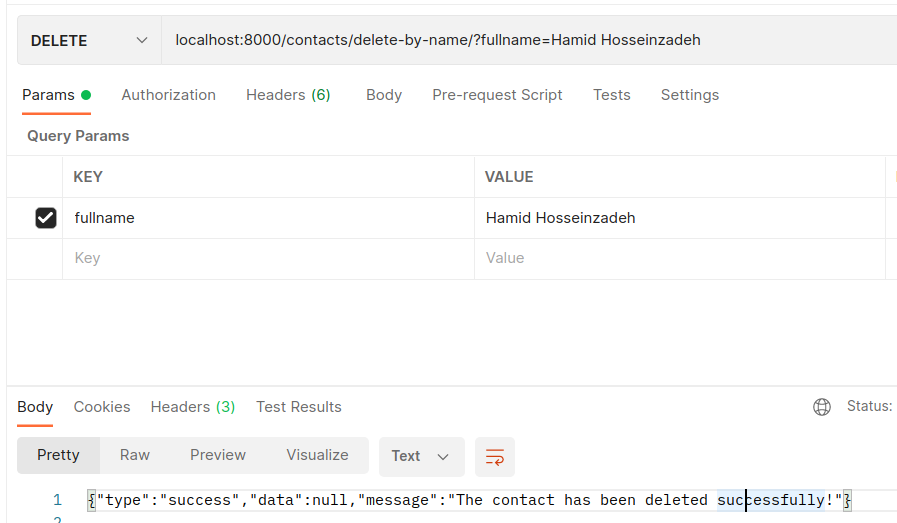 DELETE localhost:8000/contacts/delete-by-name/?fullname=Hamid Hosseinzadeh
Params Authorization Headers (6) Body Pre-request Script Tests Settings
Query Params
KEY VALUE
fullname Hamid Hosseinzadeh
Key Value
Body Cookies Headers (3) Test Results Status:
Pretty Raw Preview Visualize Text
1 {"type":"success","data":null,"message":"The contact has been deleted successfully!"}
2